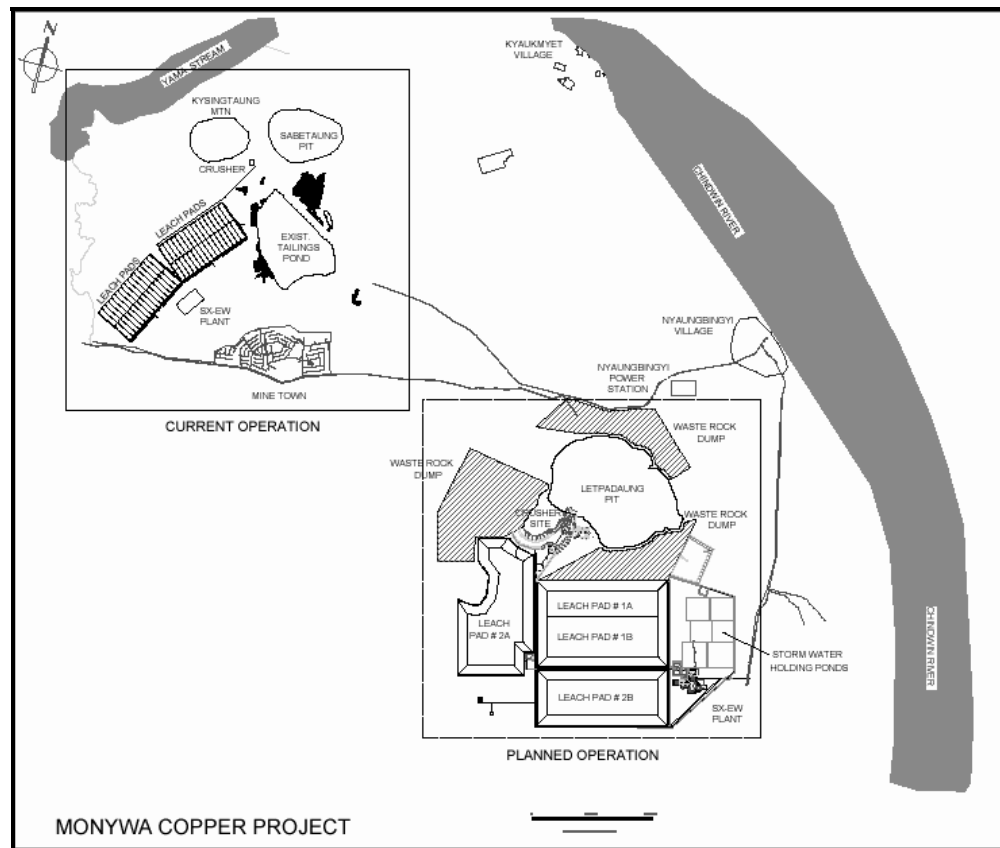 N
YAMA STREAM
KYAUKMYET
VILLAGE
KYSINGTAUNG
MTN
SABETAUNG
PIT
CRUSHER
CHINDWIN RIVER
LEACH PADS
EXIST.
TAILINGS
POND
LEACH PADS
SX-EW
PLANT
NYAUNGBINGYI
VILLAGE
NYAUNGBINGYI
POWER
STATION
MINE TOWN
CURRENT OPERATION
WASTE ROCK
DUMP
WASTE ROCK
DUMP
LETPADAUNG
PIT
CRUSHER
SITE
WASTE ROCK
DUMP
LEACH PAD # 1A
LEACH
PAD # 2A
LEACH PAD # 1B
STORM WATER
HOLDING PONDS
CHINDWIN RIVER
LEACH PAD # 2B
SX-EW
PLANT
PLANNED OPERATION
MONYWA COPPER PROJECT